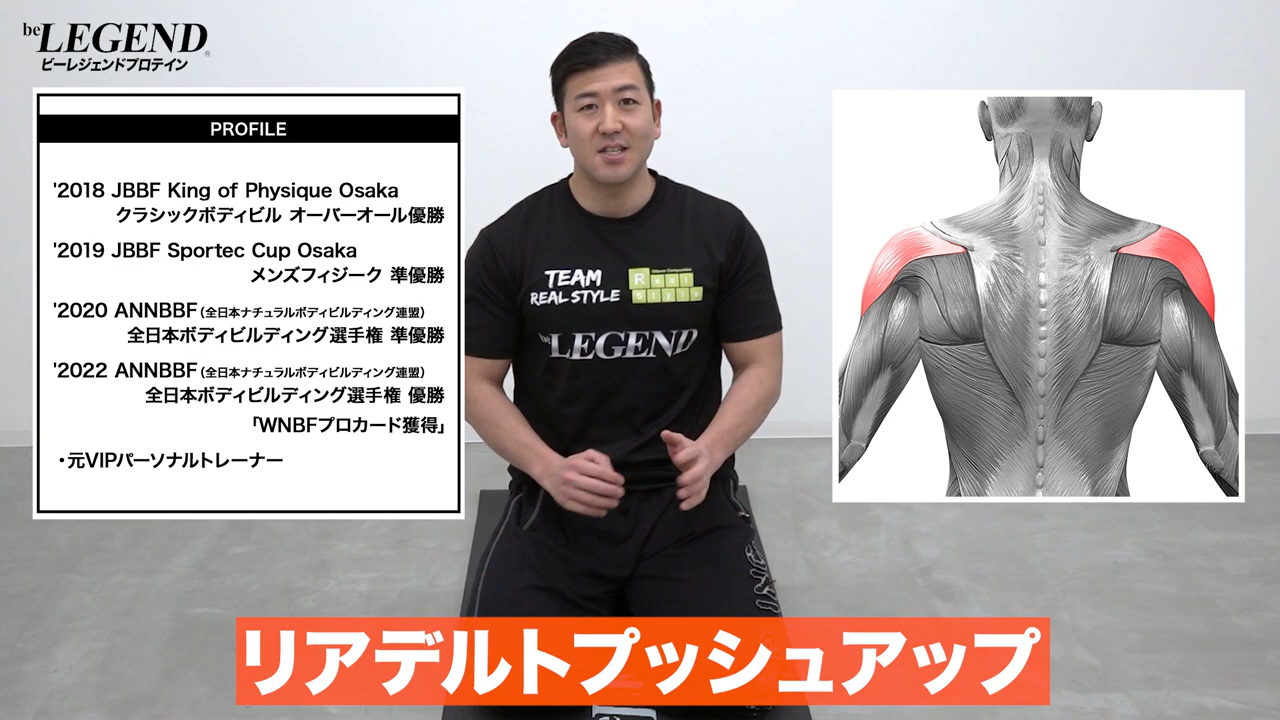 be LEGEND®
ビーレジェンドプロテイン
PROFILE
'2018 JBBF King of Physique Osaka
クラシックボディビル オーバーオール優勝
'2019 JBBF Sportec Cup Osaka
メンズフィジーク 準優勝
'2020 ANNBBF（全日本ナチュラルボディビルディング連盟）
全日本ボディビルディング選手権 準優勝
'2022 ANNBBF（全日本ナチュラルボディビルディング連盟）
全日本ボディビルディング選手権 優勝
「WNBFプロカード獲得」
・元VIPパーソナルトレーナー
TEAM
REAL STYLE
Real
Style
be LEGEND
リアデルトプッシュアップ